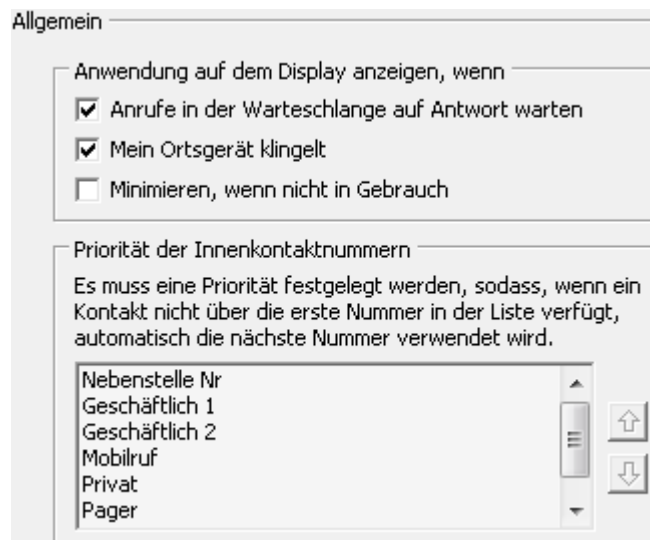 Allgemein
Anwendung auf dem Display anzeigen, wenn
Anrufe in der Warteschlange auf Antwort warten
Mein Ortsgerät klingelt
Minimieren, wenn nicht in Gebrauch
Priorität der Innenkontaktnummern
Es muss eine Priorität festgelegt werden, sodass, wenn ein
Kontakt nicht über die erste Nummer in der Liste verfügt,
automatisch die nächste Nummer verwendet wird.
Nebenstelle Nr
Geschäftlich 1
Geschäftlich 2
Mobilruf
Privat
Pager